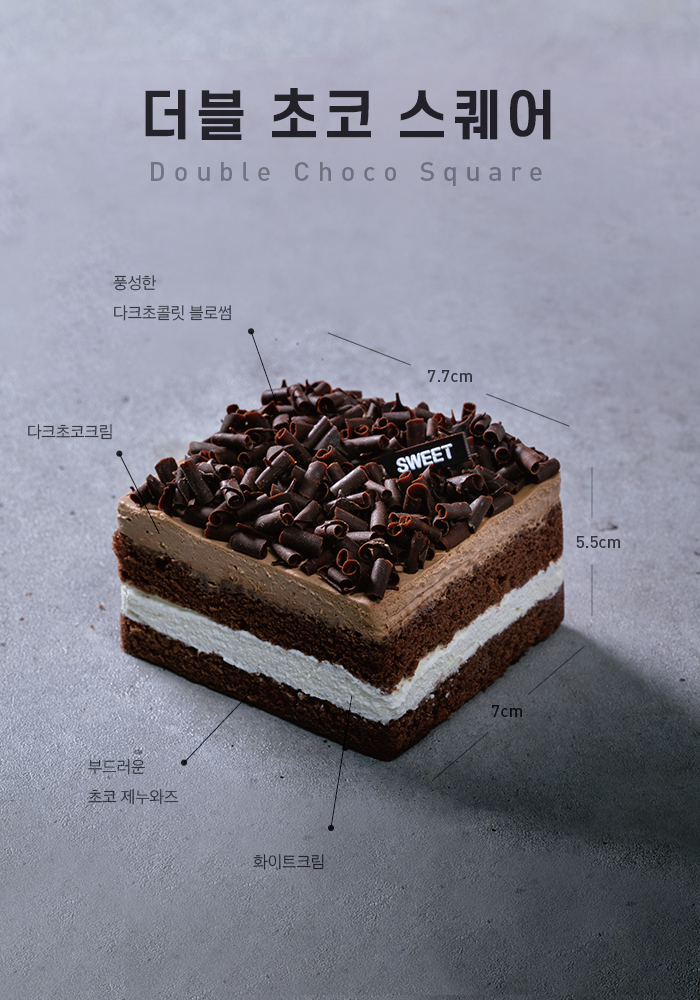 더블 초코 스퀘어
Double Choco Square
풍성한
다크초콜릿 블로썸
7.7cm
다크초코크림
SWEET
5.5cm
7cm
부드러운
초코 제누와즈
화이트크림